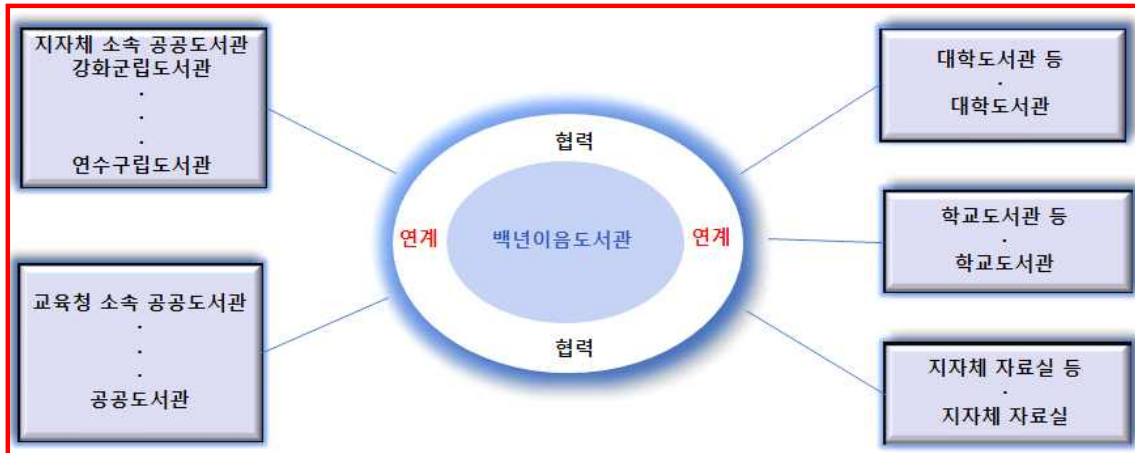 지자체 소속 공공도서관
강화군립도서관
.
.
.
연수구립도서관
교육청 소속 공공도서관
.
.
.
공공도서관
협력
연계
백년이음도서관
연계
협력
대학도서관 등
.
대학도서관
학교도서관 등
.
학교도서관
지자체 자료실 등
.
지자체 자료실